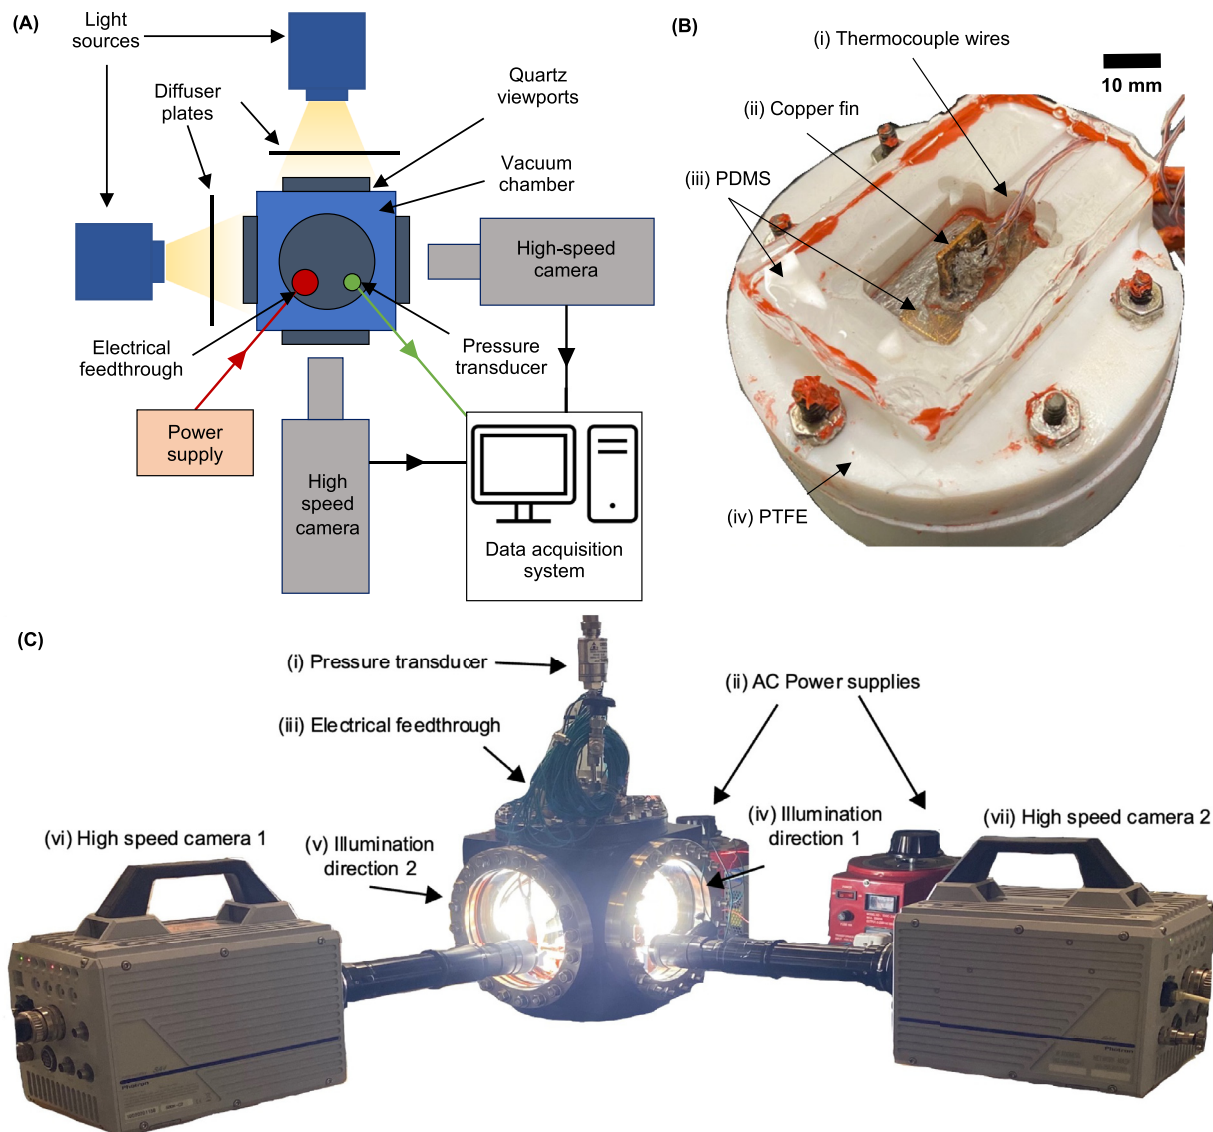 (A)
Light
sources
Diffuser
plates
Quartz
viewports
Vacuum
chamber
High-speed
camera
Electrical
feedthrough
Pressure
transducer
Power
supply
High
speed
camera
Data acquisition
system
(B)
(i) Thermocouple wires
10 mm
(ii) Copper fin
(iii) PDMS
(iv) PTFE
(C)
(i) Pressure transducer
(ii) AC Power supplies
(iii) Electrical feedthrough
(iv) Illumination
direction 1
(v) Illumination
direction 2
(vi) High speed camera 1
(vii) High speed camera 2
Photron
Photron